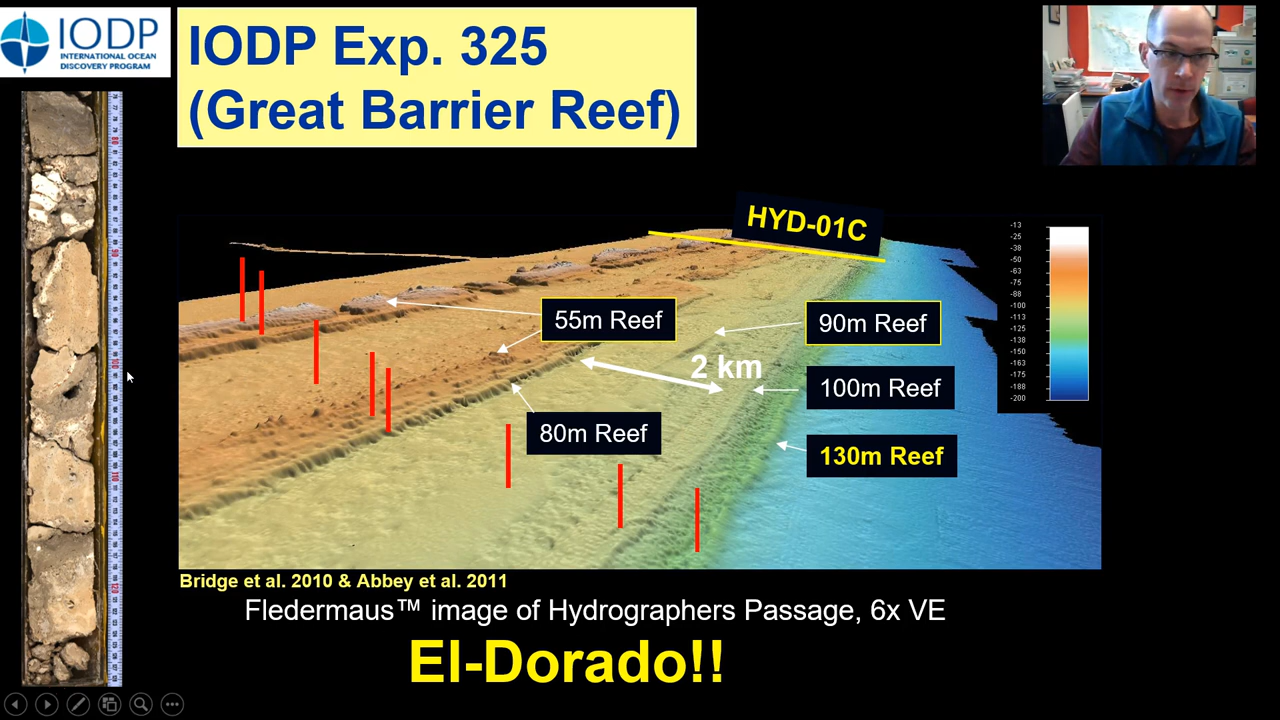 IODP
INTERNATIONAL OCEAN
DISCOVERY PROGRAM
IODP Exp. 325
(Great Barrier Reef)
HYD-01C
55m Reef
90m Reef
2 km
100m Reef
80m Reef
130m Reef
-13
-25
-38
-50
-63
-75
-88
-100
-113
-125
-138
-150
-163
-175
-188
-200
Bridge et al. 2010 & Abbey et al. 2011
Fledermaus™ image of Hydrographers Passage, 6x VE
El-Dorado!!